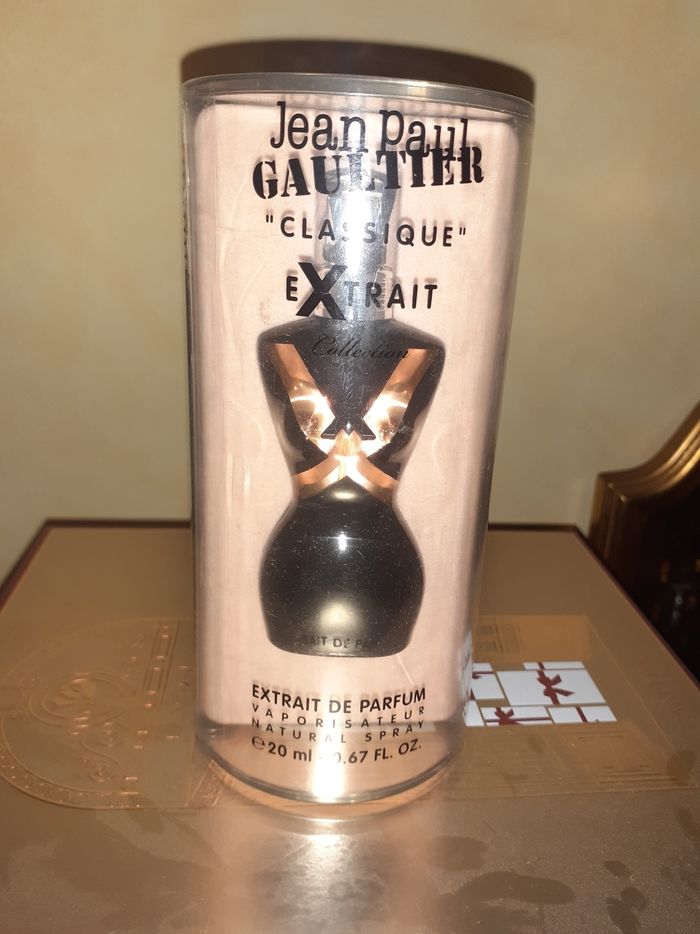 Jean Paul
GAULTIER
"CLASSIQUE"
EXTRAIT
Collection
X
EXTRAIT DE PARFUM
VAPORISATEUR
NATURAL SPRAY
℮ 20 ml - 0.67 FL. OZ.